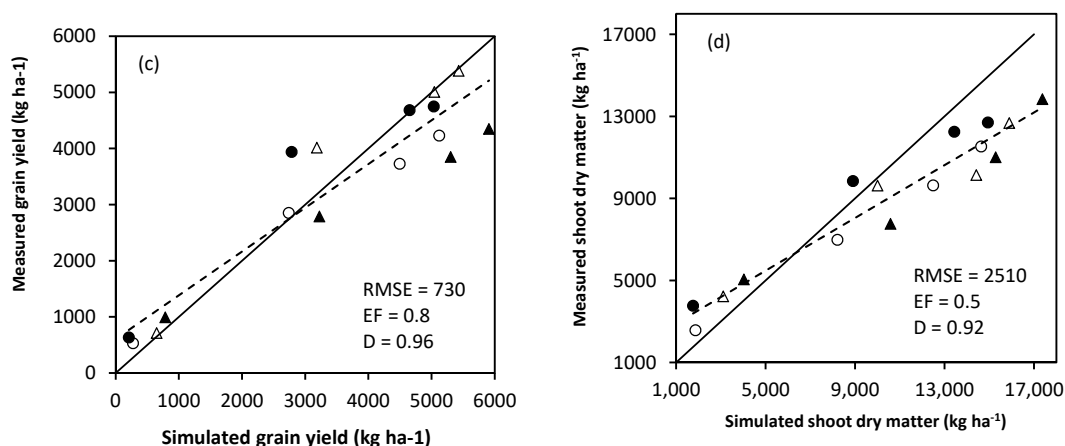 (c)
Measured grain yield (kg ha-1)
6000
5000
4000
3000
2000
1000
0
RMSE = 730
EF = 0.8
D = 0.96
0 1000 2000 3000 4000 5000 6000
Simulated grain yield (kg ha-1)
(d)
Measured shoot dry matter (kg ha⁻¹)
17000
13000
9000
5000
1000
RMSE = 2510
EF = 0.5
D = 0.92
1,000 5,000 9,000 13,000 17,000
Simulated shoot dry matter (kg ha⁻¹)